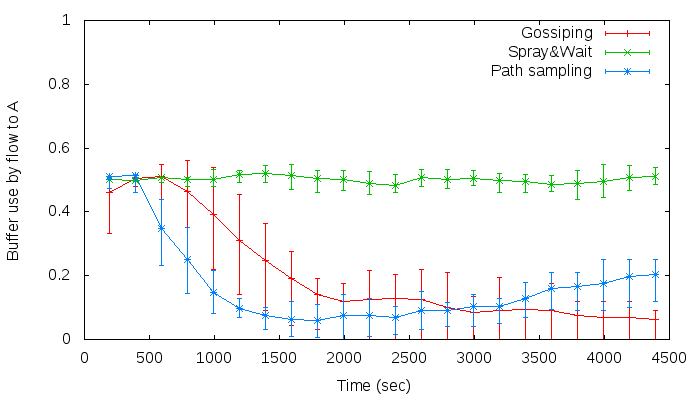 1
Gossiping
Spray&Wait
Path sampling
0.8
0.6
0.4
0.2
0
Buffer use by flow to A
0 500 1000 1500 2000 2500 3000 3500 4000 4500
Time (sec)